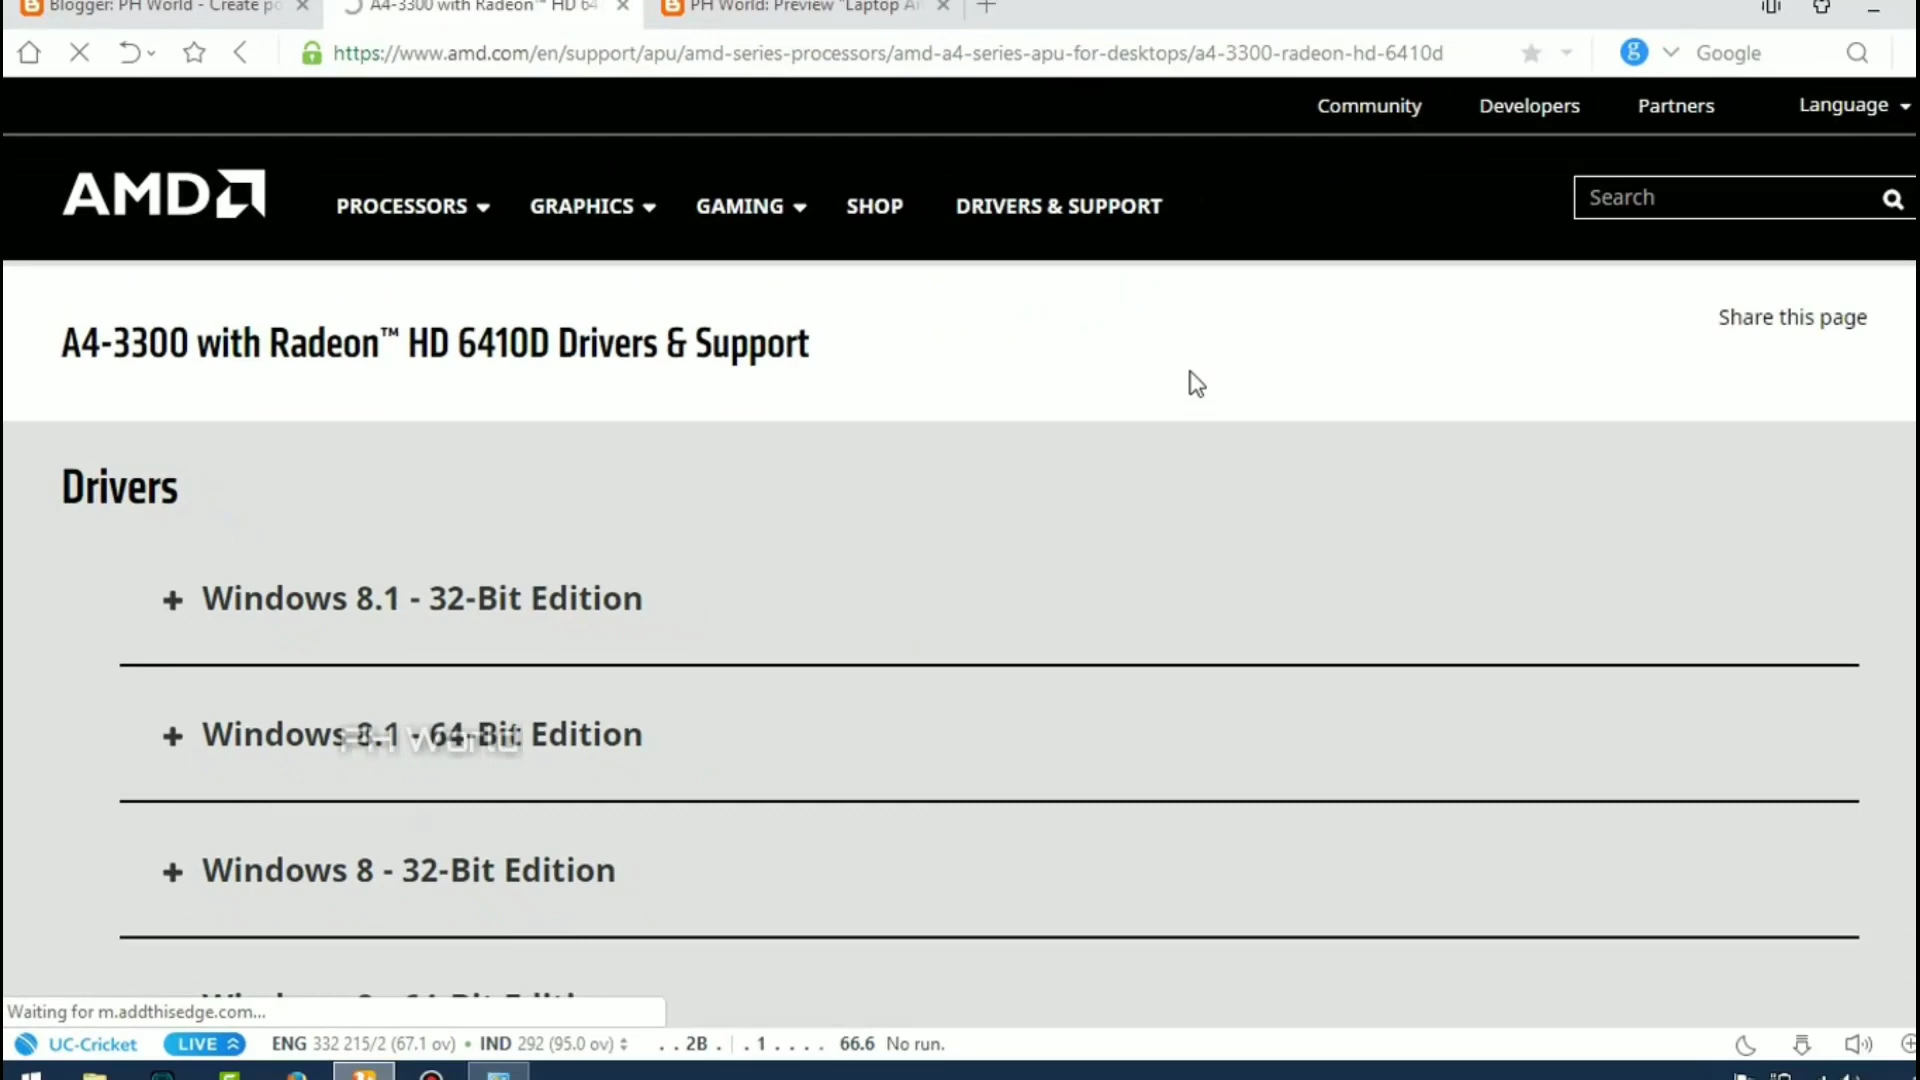 Blogger: PH World - Create po
A4-3300 with Radeon™ HD 64
PH World: Preview "Laptop A
https://www.amd.com/en/support/apu/amd-series-processors/amd-a4-series-apu-for-desktops/a4-3300-radeon-hd-6410d
Google
Community
Developers
Partners
Language
AMD
PROCESSORS
GRAPHICS
GAMING
SHOP
DRIVERS & SUPPORT
Search
Share this page
A4-3300 with Radeon™ HD 6410D Drivers & Support
Drivers
+ Windows 8.1 - 32-Bit Edition
+ Windows 8.1 - 64-Bit Edition
PH World
+ Windows 8 - 32-Bit Edition
Waiting for m.addthisedge.com...
UC-Cricket LIVE ENG 332 215/2 (67.1 ov) • IND 292 (95.0 ov) . . 2B . | . 1 . . . . 66.6 No run.